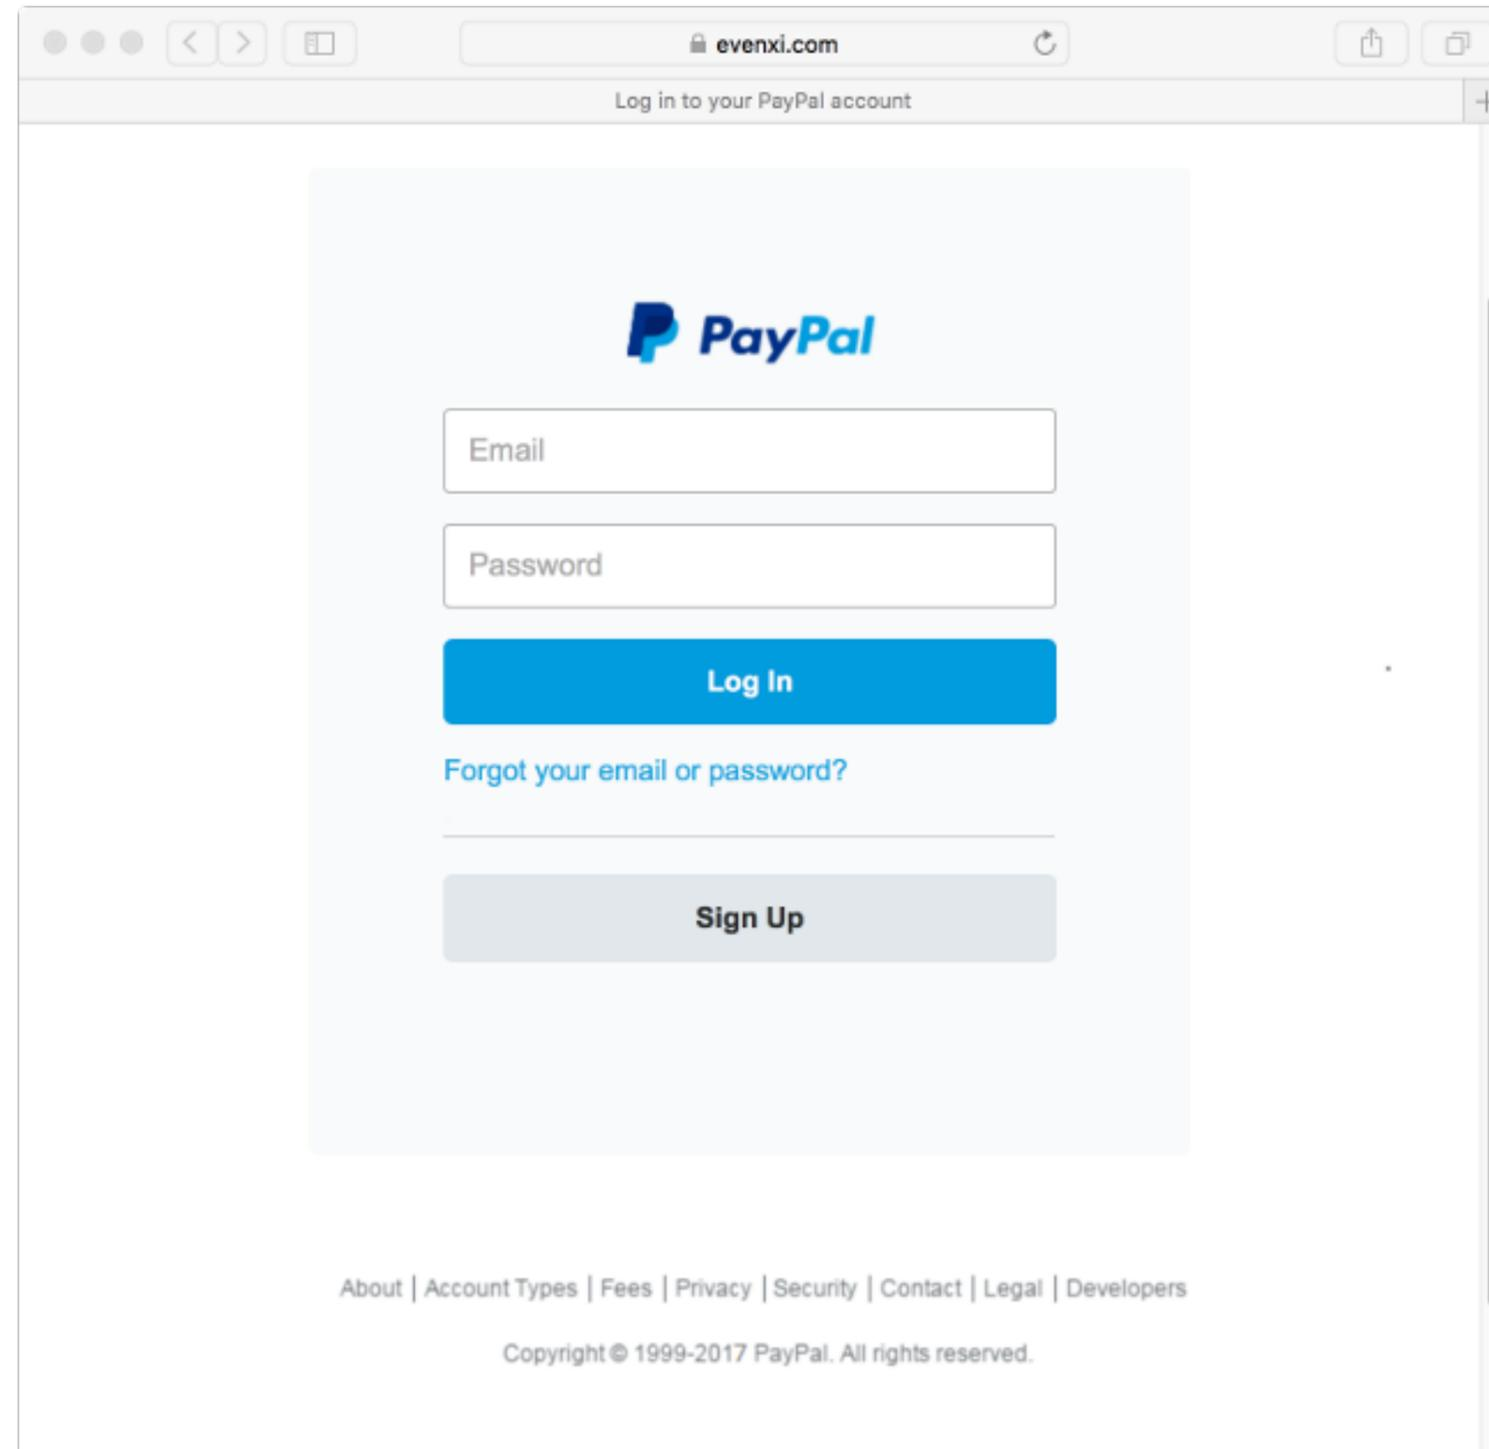 evenxi.com
Log in to your PayPal account
PayPal
Email
Password
Log In
Forgot your email or password?
Sign Up
About | Account Types | Fees | Privacy | Security | Contact | Legal | Developers
Copyright © 1999-2017 PayPal. All rights reserved.